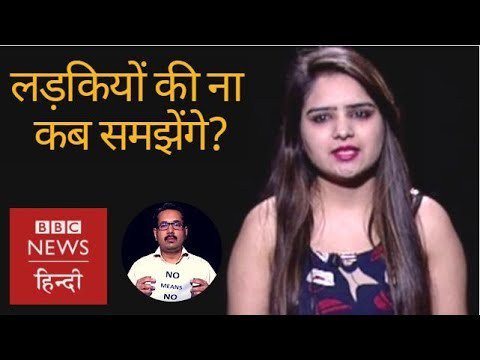 लड़कियों की ना
कब समझेंगे?
BBC
NEWS
हिन्दी
NO
MEANS
NO